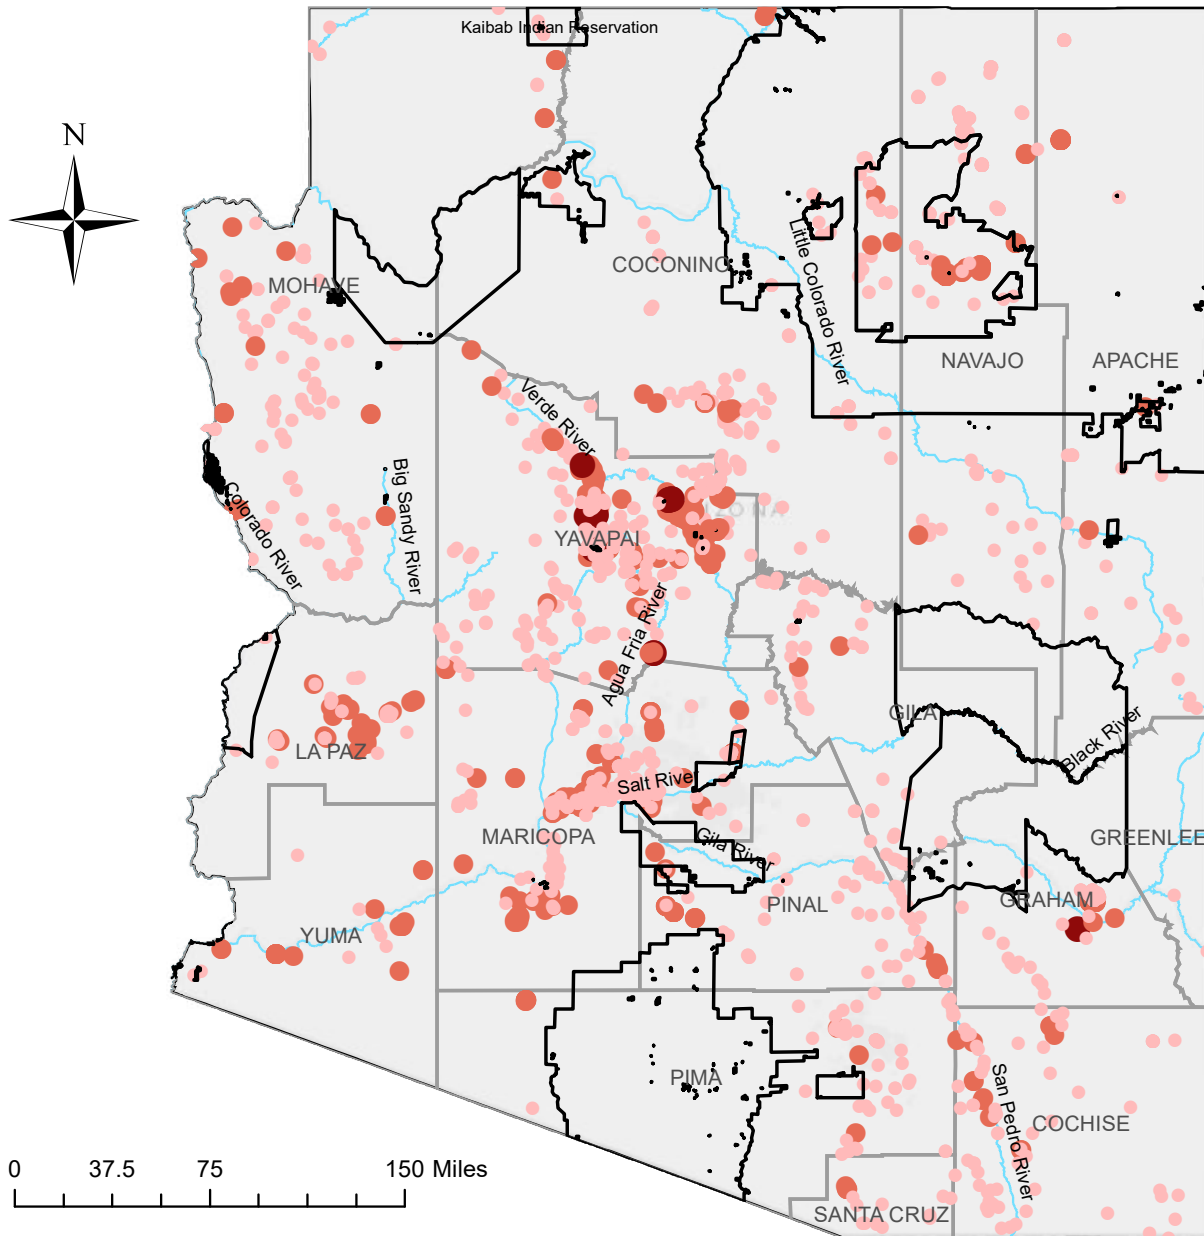 Kaibab Indian Reservation
N
COCONINO
MOHAVE
Little Colorado River
NAVAJO
APACHE
Verde River
Big Sandy River
Colorado River
YAVAPAI
Agua Fria River
GILA
Black River
LA PAZ
Salt River
MARICOPA
Gila River
GREENLEE
PINAL
GRAHAM
YUMA
PIMA
San Pedro River
COCHISE
0 37.5 75 150 Miles
SANTA CRUZ